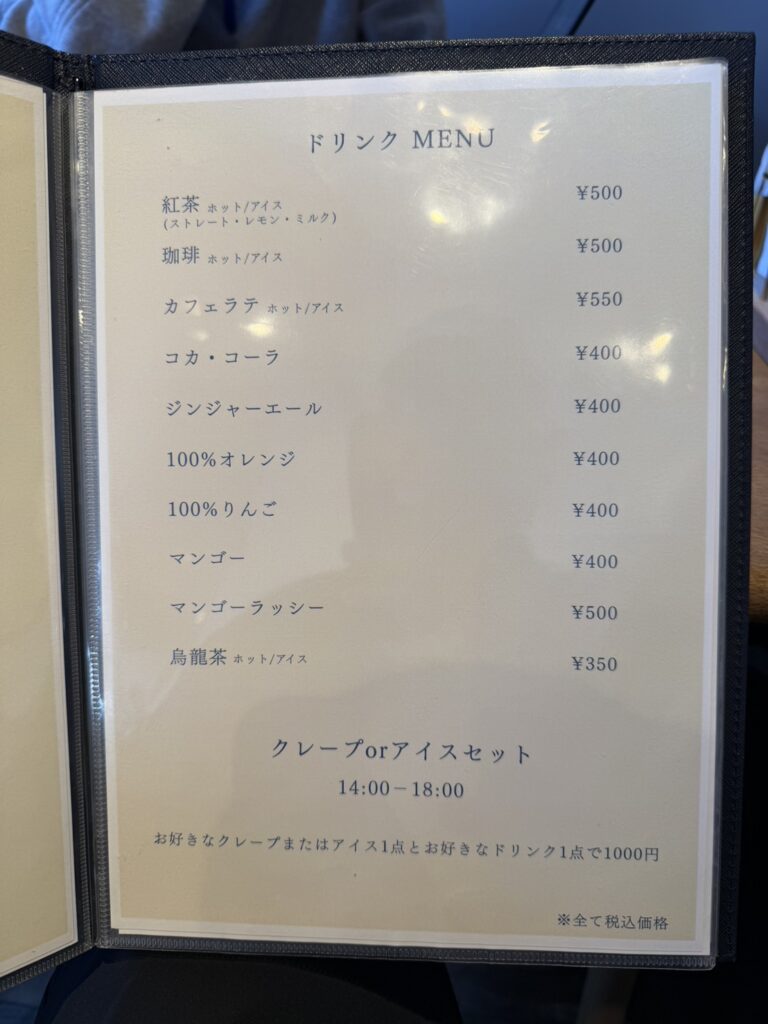 ドリンク MENU
紅茶 ホット/アイス ¥500
(ストレート・レモン・ミルク)
珈琲 ホット/アイス ¥500
カフェラテ ホット/アイス ¥550
コカ・コーラ ¥400
ジンジャーエール ¥400
100%オレンジ ¥400
100%りんご ¥400
マンゴー ¥400
マンゴーラッシー ¥500
烏龍茶 ホット/アイス ¥350
クレープorアイスセット
14:00－18:00
お好きなクレープまたはアイス1点とお好きなドリンク1点で1000円
※全て税込価格